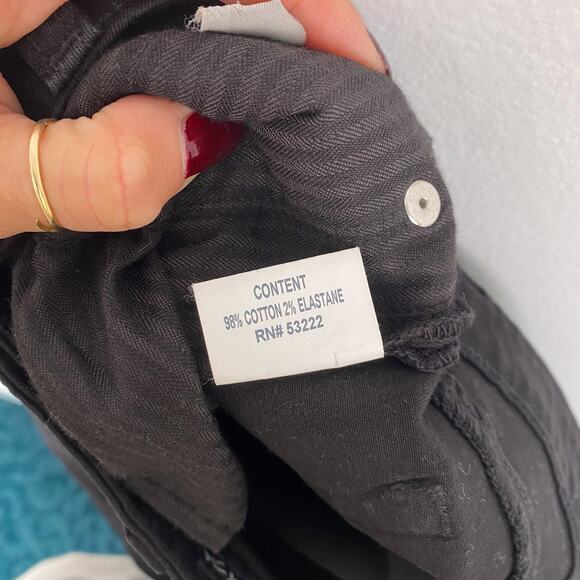 CONTENT
98% COTTON 2% ELASTANE
RN# 53222